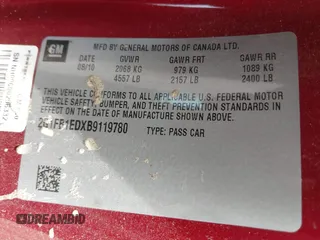 GM
MFD BY GENERAL MOTORS OF CANADA LTD.
DATE GVWR GAWR FRT GAWR RR
08/10 2068 KG 979 KG 1089 KG
4557 LB 2157 LB 2400 LB
THIS VEHICLE CONFORMS TO ALL APPLICABLE U.S. FEDERAL MOTOR
VEHICLE SAFETY, BUMPER, AND THEFT PREVENTION STANDARDS
IN EFFECT ON THE DATE OF MANUFACTURE SHOWN ABOVE.
2G1FB1EDXB9119780 TYPE: PASS CAR
DREAMBID